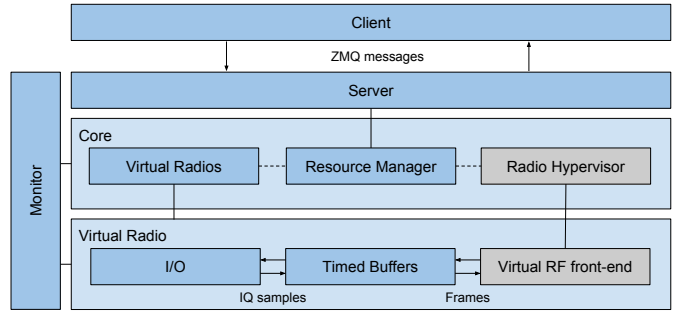 Client
ZMQ messages
Server
Monitor
Core
Virtual Radios
Resource Manager
Radio Hypervisor
Virtual Radio
I/O
Timed Buffers
Virtual RF front-end
IQ samples
Frames